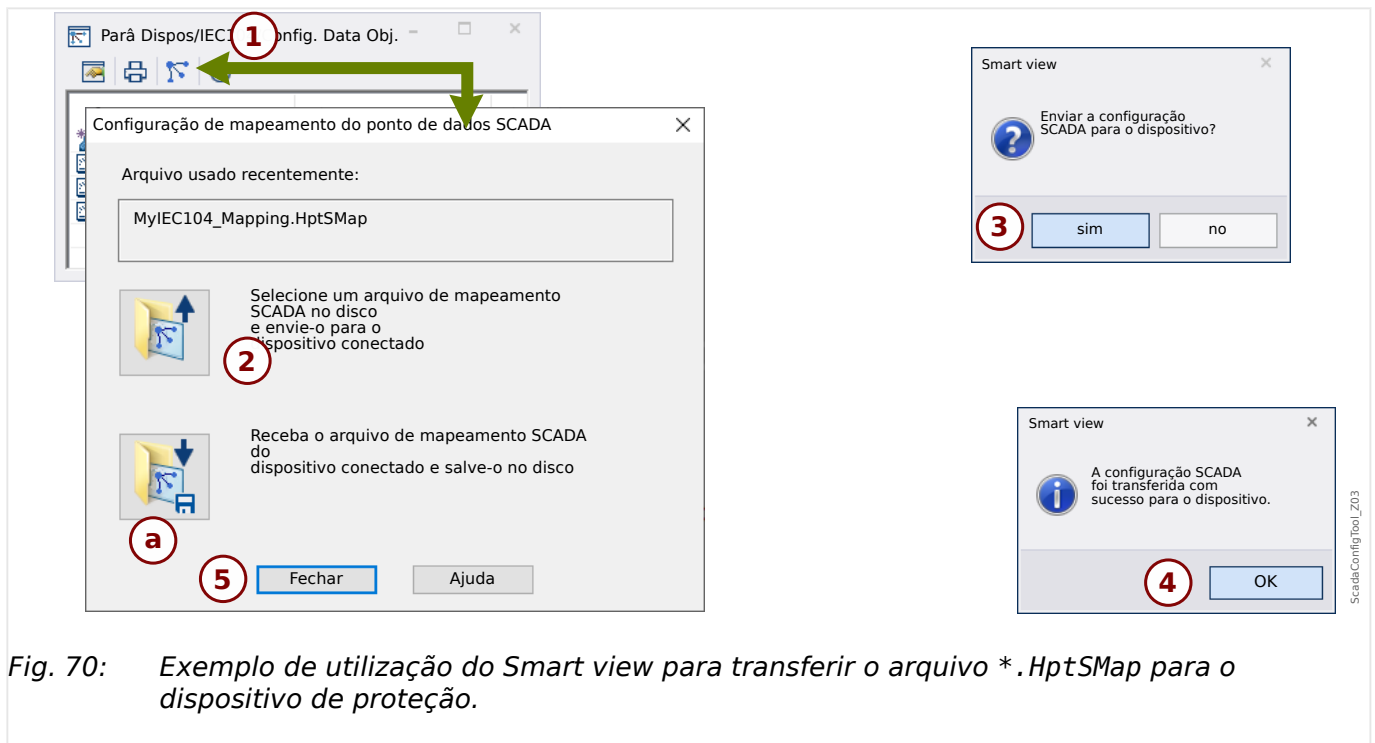 Parâ Dispos/IEC1 onfig. Data Obj.
1
Configuração de mapeamento do ponto de dados SCADA
Arquivo usado recentemente:
MyIEC104_Mapping.HptSMap
Selecione um arquivo de mapeamento
SCADA no disco
e envie-o para o
dispositivo conectado
2
Receba o arquivo de mapeamento SCADA
do
dispositivo conectado e salve-o no disco
a
5
Fechar
Ajuda
Smart view
Enviar a configuração
SCADA para o dispositivo?
3
sim
no
Smart view
A configuração SCADA
foi transferida com
sucesso para o dispositivo.
4
OK
ScadaConfigTool_Z03
Fig. 70: Exemplo de utilização do Smart view para transferir o arquivo *.HptSMap para o
dispositivo de proteção.